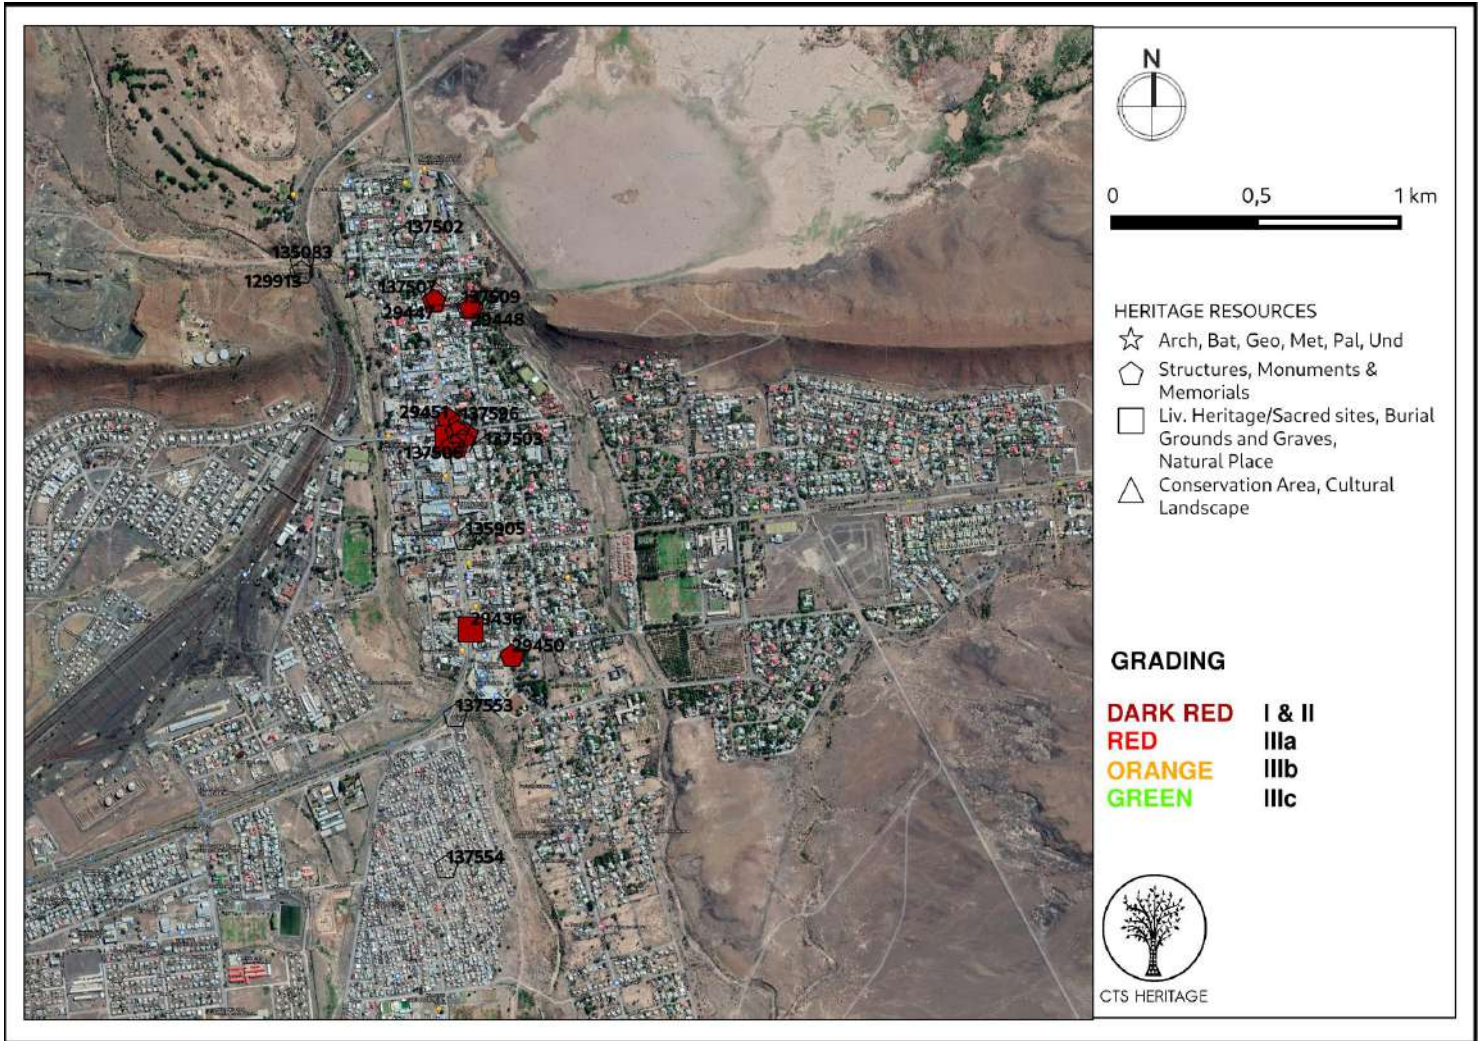 N
0 0,5 1 km
HERITAGE RESOURCES
Arch, Bat, Geo, Met, Pal, Und
Structures, Monuments &
Memorials
Liv. Heritage/Sacred sites, Burial
Grounds and Graves,
Natural Place
Conservation Area, Cultural
Landscape
GRADING
DARK RED I & II
RED IIIa
ORANGE IIIb
GREEN IIIc
CTS HERITAGE
137502
135083
129913
137507
137509
29447
29448
29451
137503
135905
29436
29450
137553
137554